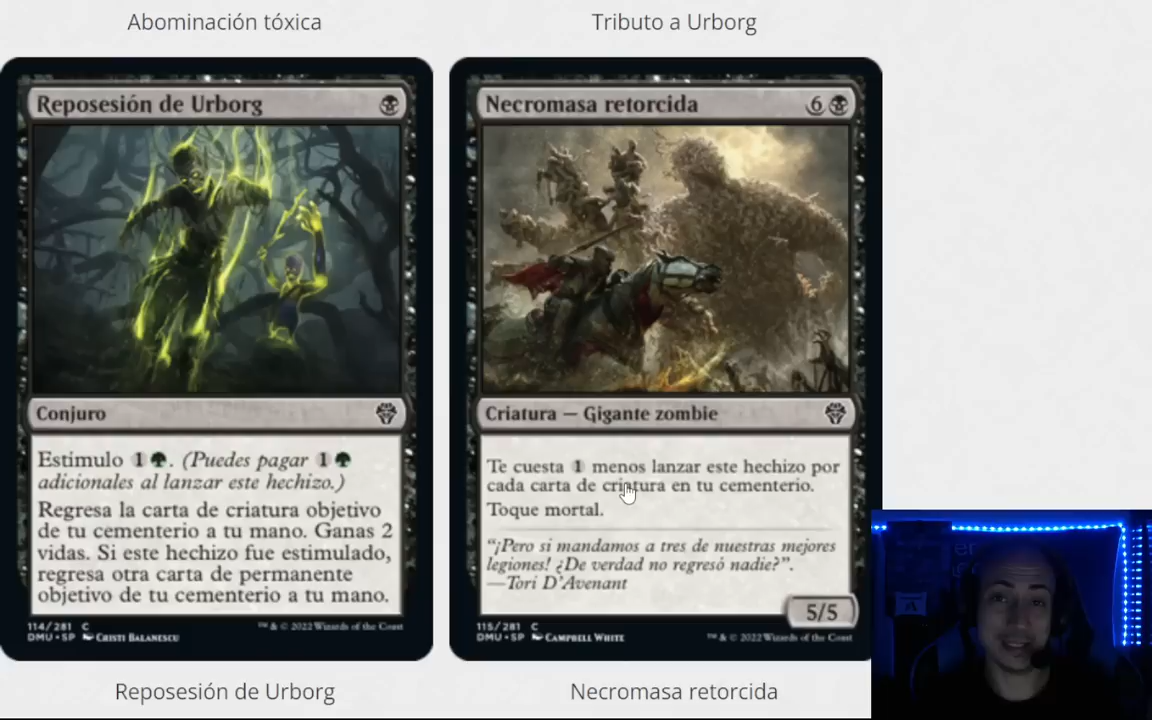 Abominación tóxica
Tributo a Urborg
Reposesión de Urborg
Conjuro
Estímulo 1. (Puedes pagar 1
adicionales al lanzar este hechizo.)
Regresa la carta de criatura objetivo
de tu cementerio a tu mano. Ganas 2
vidas. Si este hechizo fue estimulado,
regresa otra carta de permanente
objetivo de tu cementerio a tu mano.
114/281 C
DMU • SP Cristi Balanescu
™ & © 2022 Wizards of the Coast
Reposesión de Urborg
Necromasa retorcida 6
Criatura — Gigante zombie
Te cuesta 1 menos lanzar este hechizo por
cada carta de criatura en tu cementerio.
Toque mortal.
“¡Pero si mandamos a tres de nuestras mejores
legiones! ¿De verdad no regresó nadie?”.
—Tori D’Avenant
5/5
115/281 C
DMU • SP Campbell White
™ & © 2022 Wizards of the Coast
Necromasa retorcida